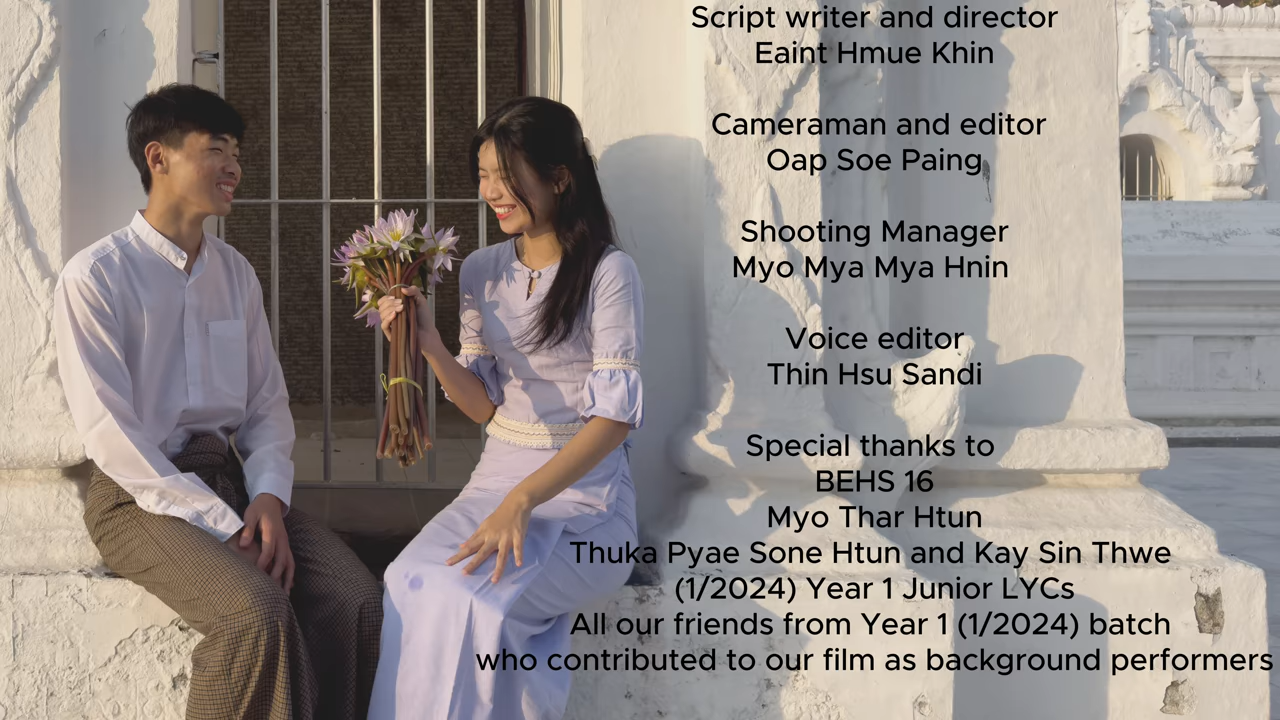 Script writer and director
Eaint Hmue Khin
Cameraman and editor
Oap Soe Paing
Shooting Manager
Myo Mya Mya Hnin
Voice editor
Thin Hsu Sandi
Special thanks to
BEHS 16
Myo Thar Htun
Thuka Pyae Sone Htun and Kay Sin Thwe
(1/2024) Year 1 Junior LYCs
All our friends from Year 1 (1/2024) batch
who contributed to our film as background performers